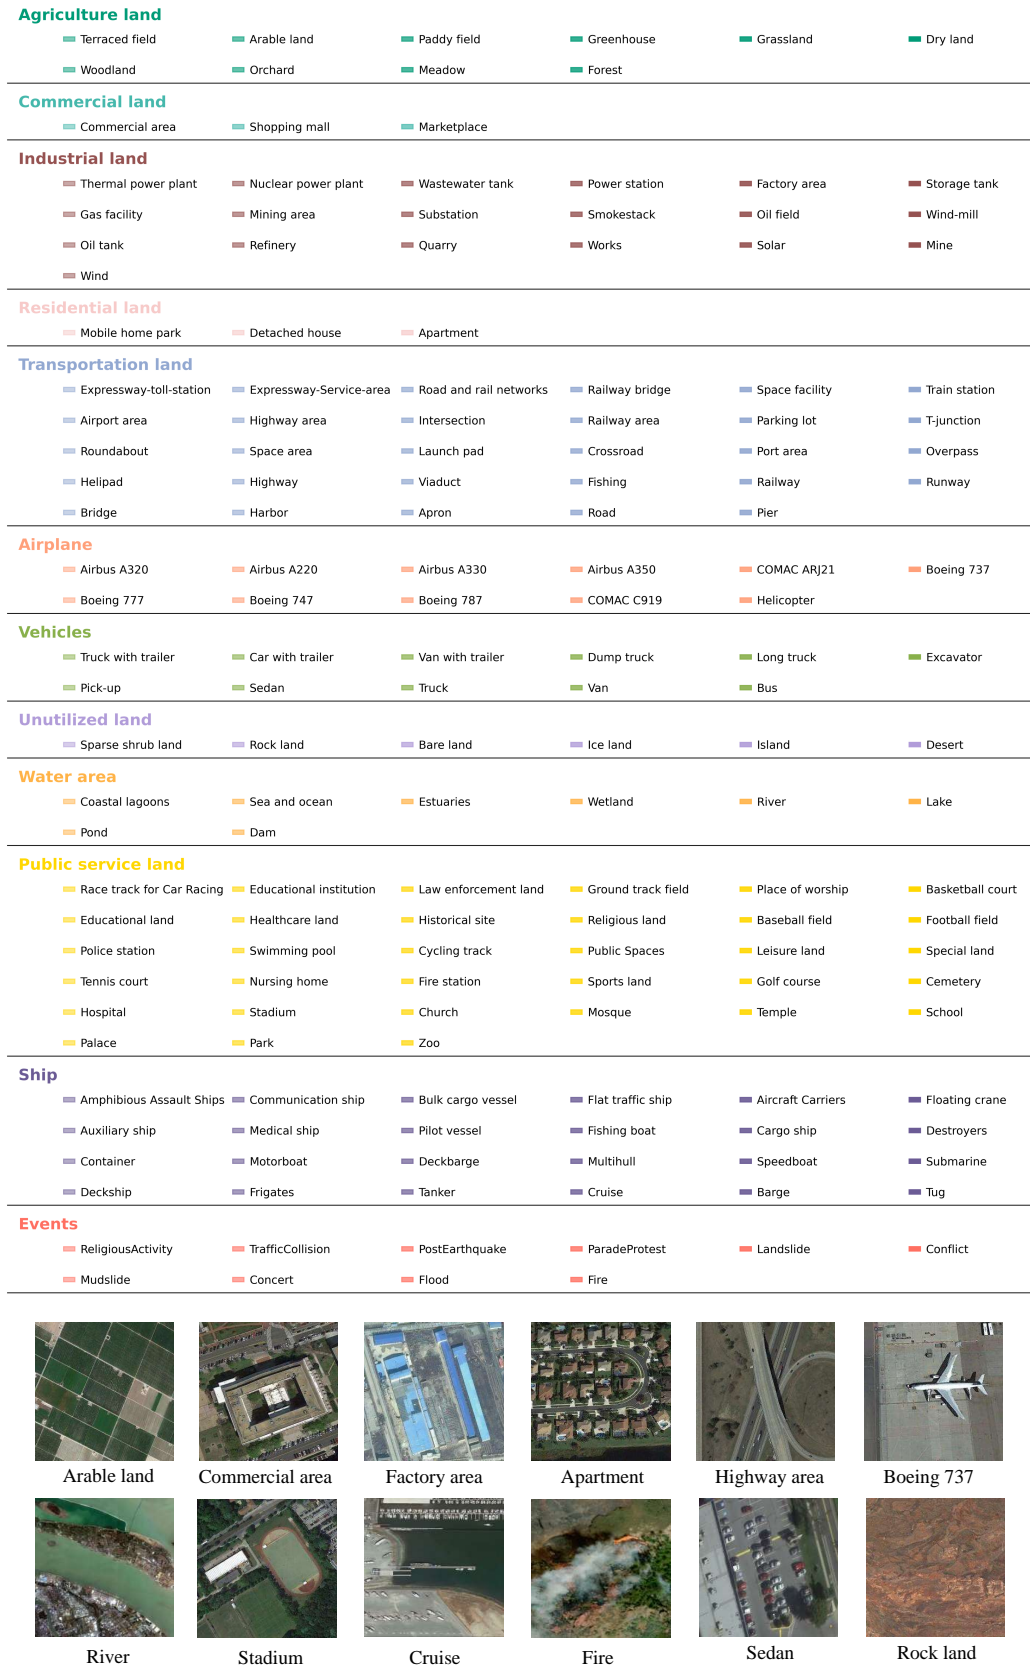 Agriculture land
Terraced field Arable land Paddy field Greenhouse Grassland Dry land
Woodland Orchard Meadow Forest
Commercial land
Commercial area Shopping mall Marketplace
Industrial land
Thermal power plant Nuclear power plant Wastewater tank Power station Factory area Storage tank
Gas facility Mining area Substation Smokestack Oil field Wind-mill
Oil tank Refinery Quarry Works Solar Mine
Wind
Residential land
Mobile home park Detached house Apartment
Transportation land
Expressway-toll-station Expressway-Service-area Road and rail networks Railway bridge Space facility Train station
Airport area Highway area Intersection Railway area Parking lot T-junction
Roundabout Space area Launch pad Crossroad Port area Overpass
Helipad Highway Viaduct Fishing Railway Runway
Bridge Harbor Apron Road Pier
Airplane
Airbus A320 Airbus A220 Airbus A330 Airbus A350 COMAC ARJ21 Boeing 737
Boeing 777 Boeing 747 Boeing 787 COMAC C919 Helicopter
Vehicles
Truck with trailer Car with trailer Van with trailer Dump truck Long truck Excavator
Pick-up Sedan Truck Van Bus
Unutilized land
Sparse shrub land Rock land Bare land Ice land Island Desert
Water area
Coastal lagoons Sea and ocean Estuaries Wetland River Lake
Pond Dam
Public service land
Race track for Car Racing Educational institution Law enforcement land Ground track field Place of worship Basketball court
Educational land Healthcare land Historical site Religious land Baseball field Football field
Police station Swimming pool Cycling track Public Spaces Leisure land Special land
Tennis court Nursing home Fire station Sports land Golf course Cemetery
Hospital Stadium Church Mosque Temple School
Palace Park Zoo
Ship
Amphibious Assault Ships Communication ship Bulk cargo vessel Flat traffic ship Aircraft Carriers Floating crane
Auxiliary ship Medical ship Pilot vessel Fishing boat Cargo ship Destroyers
Container Motorboat Deckbarge Multihull Speedboat Submarine
Deckship Frigates Tanker Cruise Barge Tug
Events
ReligiousActivity TrafficCollision PostEarthquake ParadeProtest Landslide Conflict
Mudslide Concert Flood Fire
Arable land Commercial area Factory area Apartment Highway area Boeing 737
River Stadium Cruise Fire Sedan Rock land